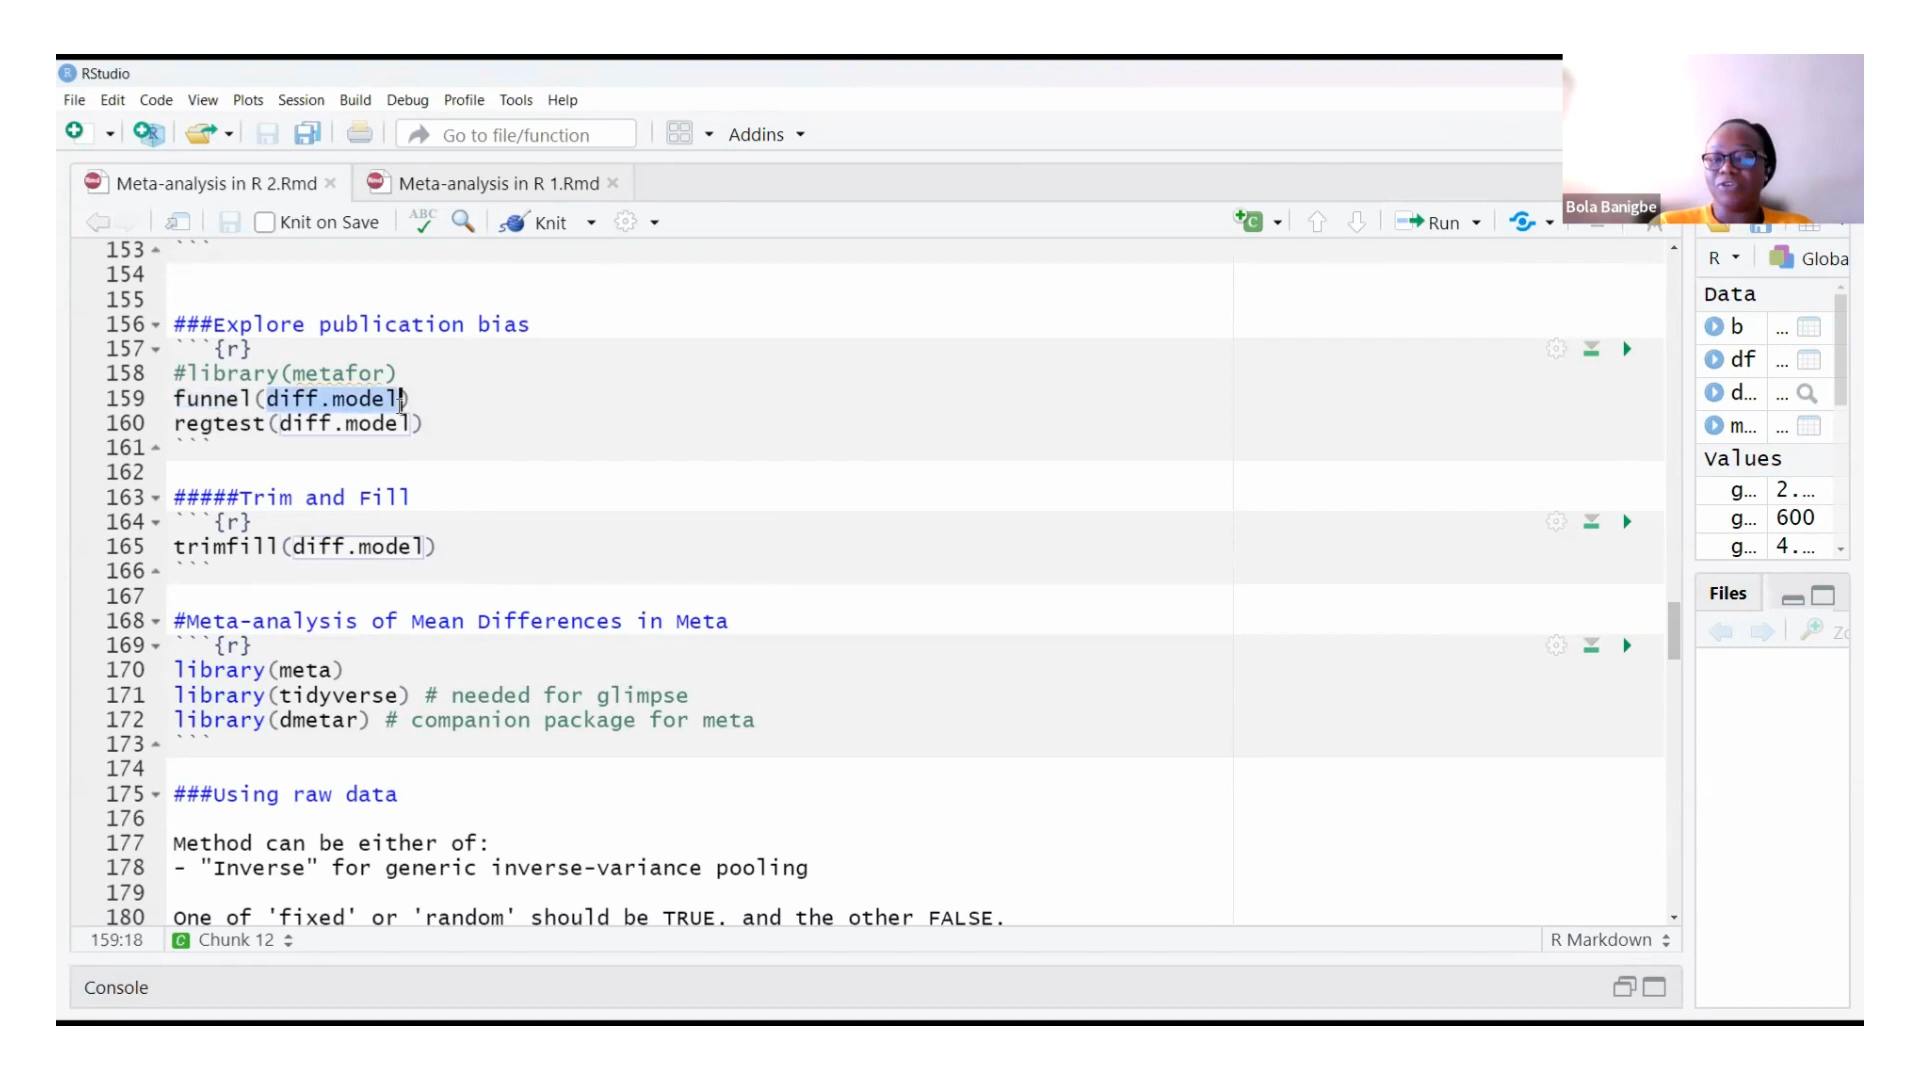 RStudio
File Edit Code View Plots Session Build Debug Profile Tools Help
Go to file/function
Addins
Meta-analysis in R 2.Rmd
Meta-analysis in R 1.Rmd
Bola Banigbe
Knit on Save
ABC
Knit
Run
153 ```
154
155
156 ###Explore publication bias
157 ```{r}
158 #library(metafor)
159 funnel(diff.model)
160 regtest(diff.model)
161 ```
162
163 #####Trim and Fill
164 ```{r}
165 trimfill(diff.model)
166 ```
167
168 #Meta-analysis of Mean Differences in Meta
169 ```{r}
170 library(meta)
171 library(tidyverse) # needed for glimpse
172 library(dmetar) # companion package for meta
173 ```
174
175 ###Using raw data
176
177 Method can be either of:
178 - "Inverse" for generic inverse-variance pooling
179
180 One of 'fixed' or 'random' should be TRUE. and the other FALSE.
159:18 Chunk 12
R Markdown
Console
R Globa
Data
b ...
df ...
d... ...
m... ...
Values
g... 2....
g... 600
g... 4....
Files
Zo